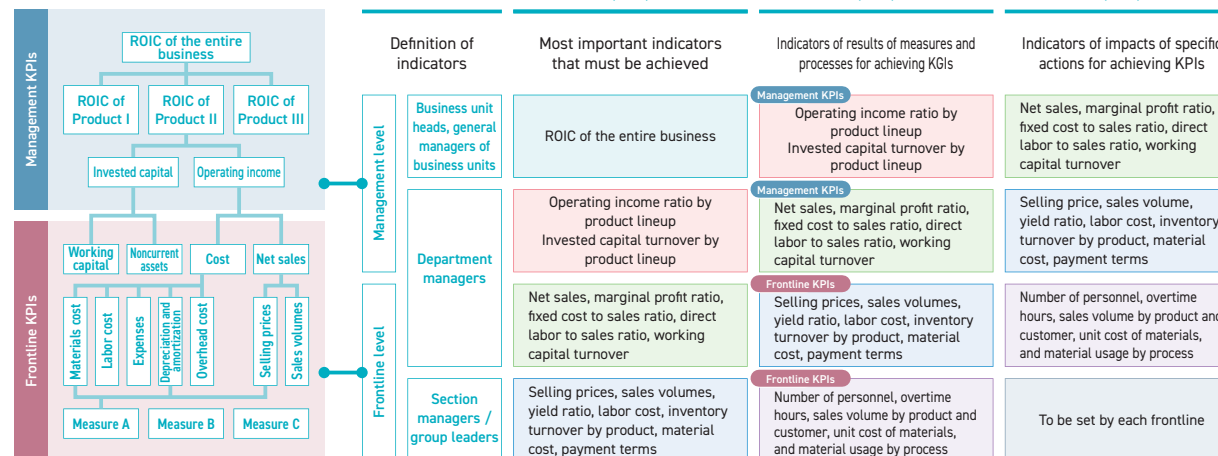 Management KPIs
ROIC of the entire
business
ROIC of
Product I
ROIC of
Product II
ROIC of
Product III
Invested capital
Operating income
Frontline KPIs
Working
capital
Noncurrent
assets
Cost
Net sales
Materials cost
Labor cost
Expenses
Depreciation and
amortization
Overhead cost
Selling prices
Sales volumes
Measure A
Measure B
Measure C
Definition of
indicators
Most important indicators
that must be achieved
Indicators of results of measures and
processes for achieving KGIs
Indicators of impacts of specific
actions for achieving KPIs
Management level
Business unit
heads, general
managers of
business units
ROIC of the entire business
Management KPIs
Operating income ratio by
product lineup
Invested capital turnover by
product lineup
Net sales, marginal profit ratio,
fixed cost to sales ratio, direct
labor to sales ratio, working
capital turnover
Department
managers
Operating income ratio by
product lineup
Invested capital turnover by
product lineup
Management KPIs
Net sales, marginal profit ratio,
fixed cost to sales ratio, direct
labor to sales ratio, working
capital turnover
Selling price, sales volume,
yield ratio, labor cost, inventory
turnover by product, material
cost, payment terms
Frontline level
Net sales, marginal profit ratio,
fixed cost to sales ratio, direct
labor to sales ratio, working
capital turnover
Frontline KPIs
Selling prices, sales volumes,
yield ratio, labor cost, inventory
turnover by product, material
cost, payment terms
Number of personnel, overtime
hours, sales volume by product and
customer, unit cost of materials,
and material usage by process
Section
managers /
group leaders
Selling prices, sales volumes,
yield ratio, labor cost, inventory
turnover by product, material
cost, payment terms
Frontline KPIs
Number of personnel, overtime
hours, sales volume by product and
customer, unit cost of materials,
and material usage by process
To be set by each frontline